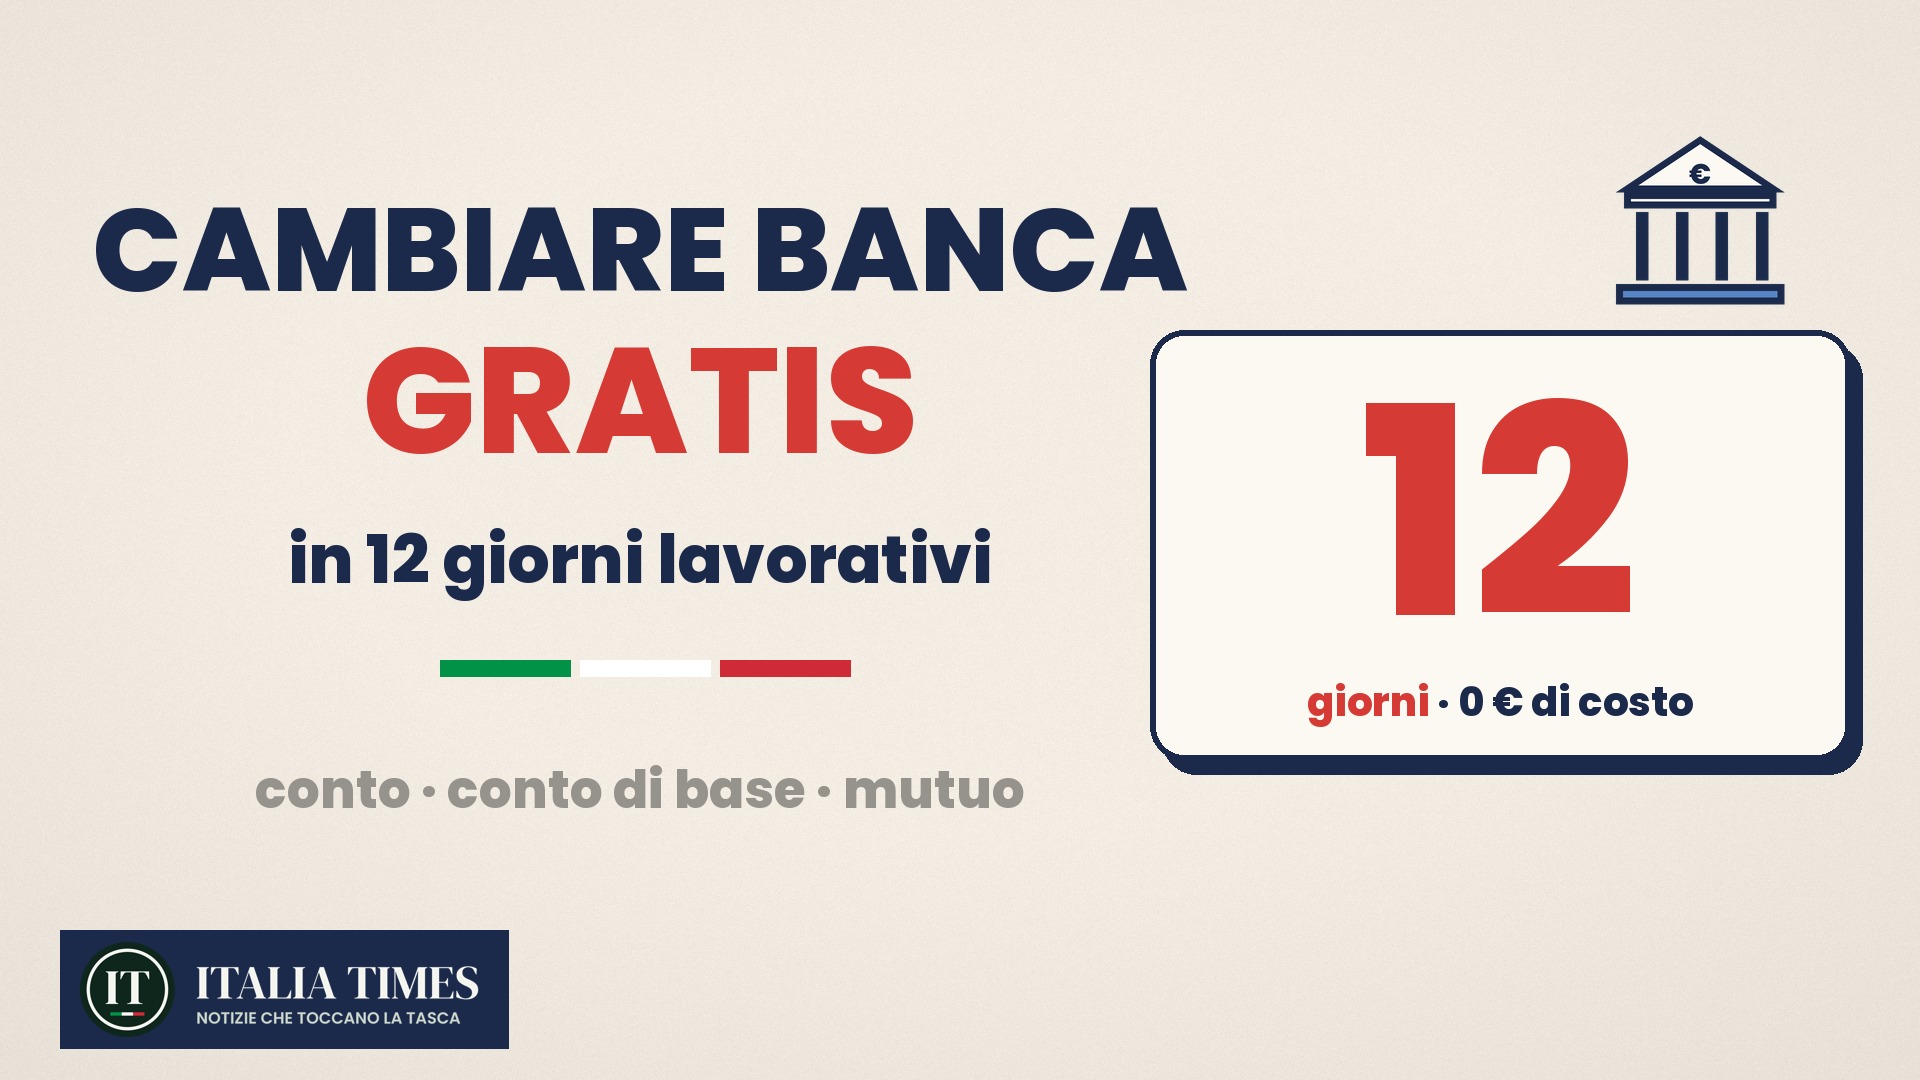 CAMBIARE BANCA
GRATIS
in 12 giorni lavorativi
conto · conto di base · mutuo
€
12
giorni · 0 € di costo
IT
ITALIA TIMES
NOTIZIE CHE TOCCANO LA TASCA